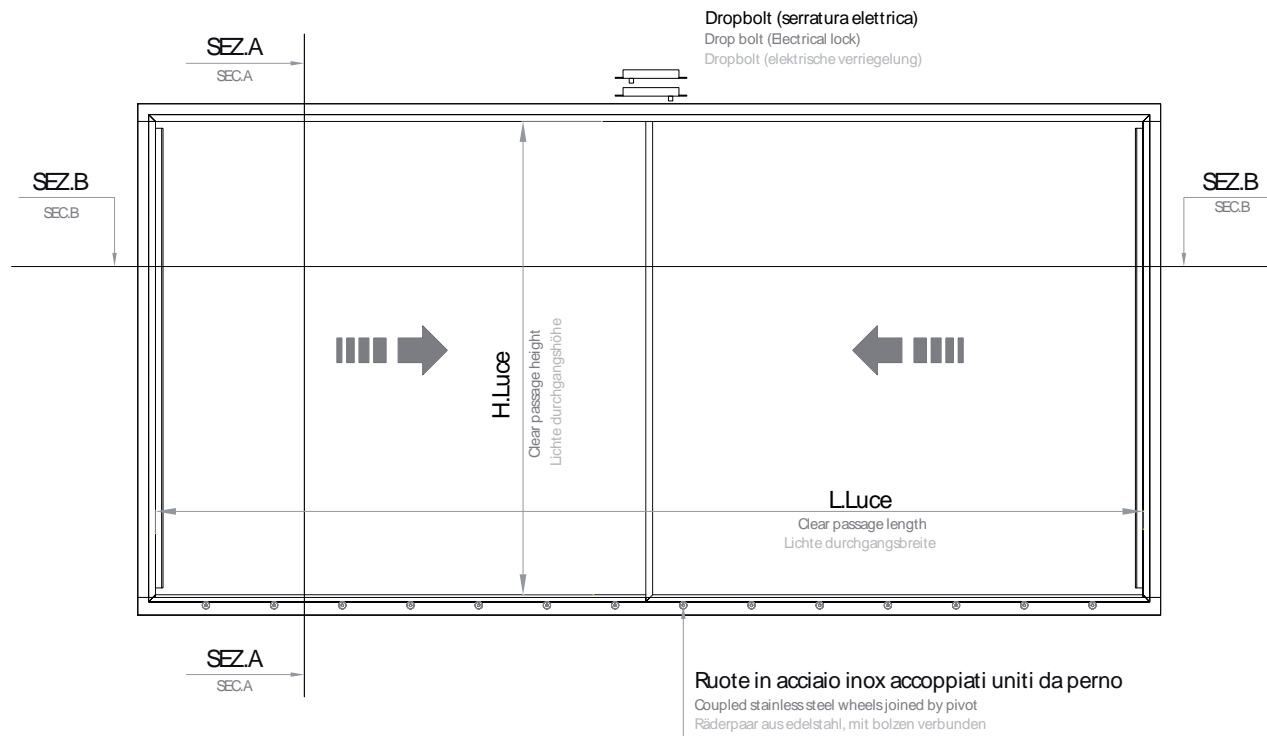 Dropbolt (serratura elettrica)
Drop bolt (Electrical lock)
Dropbolt (elektrische verriegelung)
SEZ.A
SEC.A
SEZ.B
SEC.B
SEZ.B
SEC.B
H.Luce
Clear passage height
Lichte durchgangshöhe
L.Luce
Clear passage length
Lichte durchgangsbreite
SEZ.A
SEC.A
Ruote in acciaio inox accoppiati uniti da perno
Coupled stainless steel wheels joined by pivot
Räderpaar aus edelstahl, mit bolzen verbunden